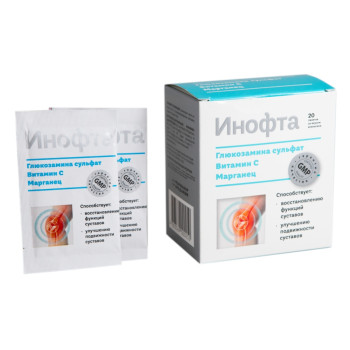 Инофта
Глюкозамина сульфат
Витамин С
Марганец
Способствует:
восстановлению
функций
суставов
улучшению
подвижности
суставов
Инофта
20
Глюкозамина сульфат
Витамин С
Марганец
GMP
Способствует:
восстановлению
функций
суставов
улучшению
подвижности
суставов